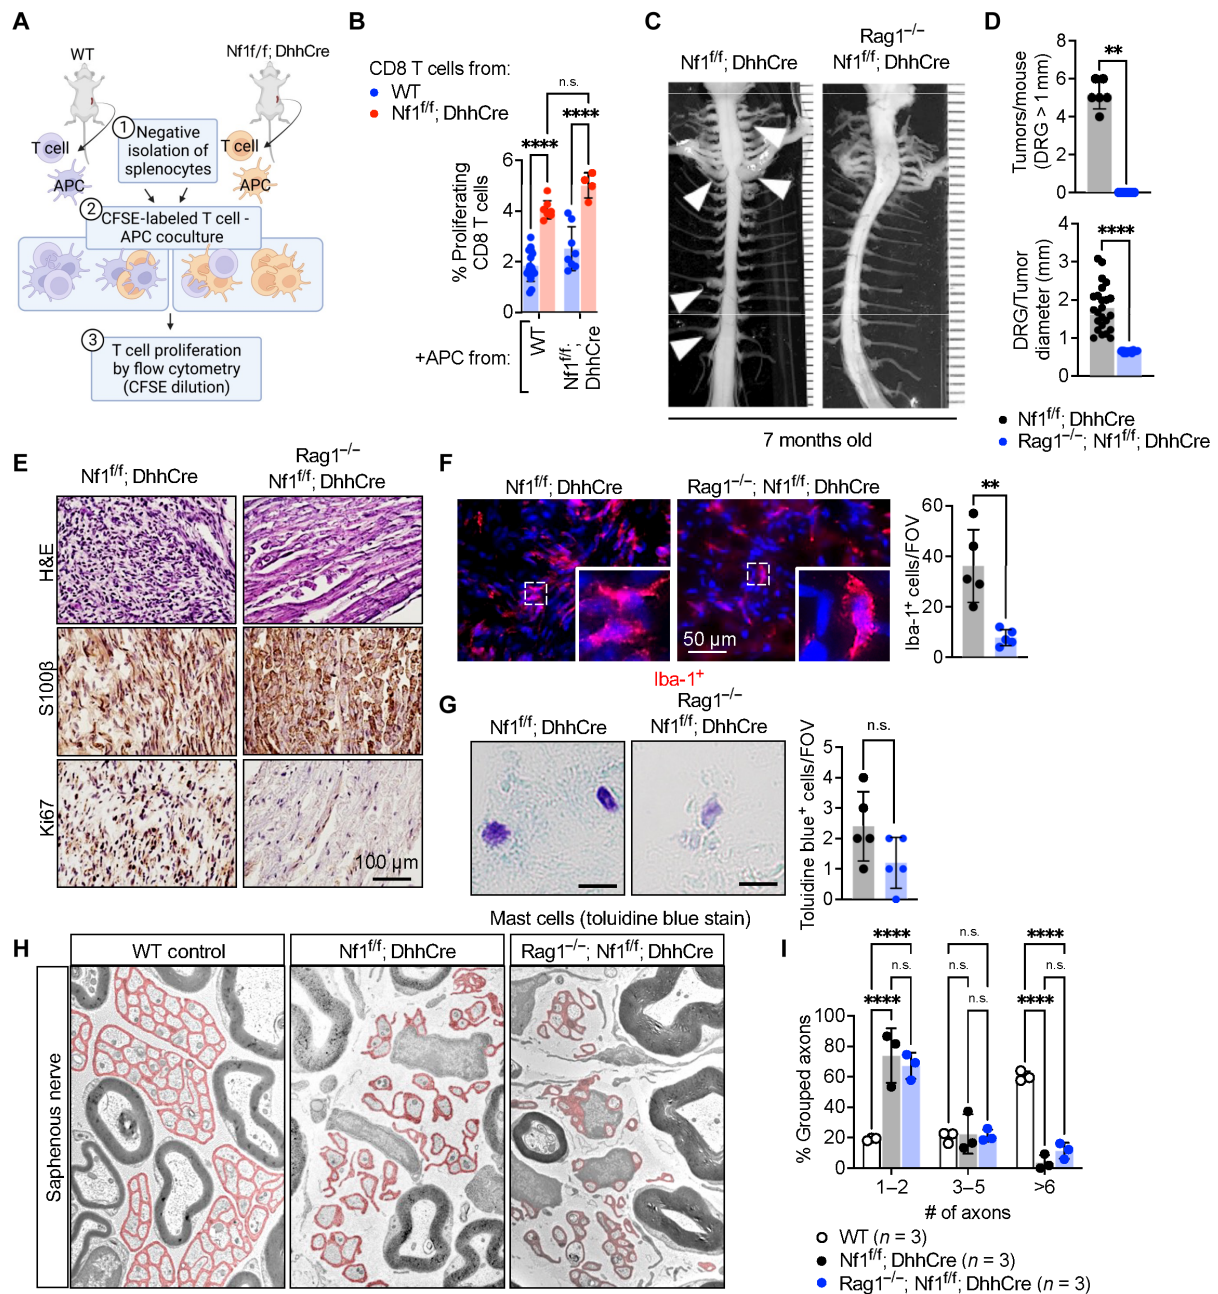 A
WT
Nf1f/f; DhhCre
T cell
APC
1
Negative
isolation of
splenocytes
T cell
APC
2
CFSE-labeled T cell -
APC coculture
3
T cell proliferation
by flow cytometry
(CFSE dilution)
B
CD8 T cells from:
WT
Nf1f/f; DhhCre
n.s.
****
****
% Proliferating
CD8 T cells
6
4
2
0
+APC from:
WT
Nf1f/f;
DhhCre
C
Nf1f/f; DhhCre
Rag1–/–
Nf1f/f; DhhCre
7 months old
D
Tumors/mouse
(DRG > 1 mm)
8
6
4
2
0
**
DRG/Tumor
diameter (mm)
4
3
2
1
0
****
Nf1f/f; DhhCre
Rag1–/–; Nf1f/f; DhhCre
E
Nf1f/f; DhhCre
Rag1–/–
Nf1f/f; DhhCre
H&E
S100β
Ki67
100 µm
F
Nf1f/f; DhhCre
Rag1–/–; Nf1f/f; DhhCre
50 µm
Iba-1+
Iba-1+ cells/FOV
60
40
20
0
**
G
Nf1f/f; DhhCre
Rag1–/–
Nf1f/f; DhhCre
Mast cells (toluidine blue stain)
Toluidine blue+ cells/FOV
5
4
3
2
1
0
n.s.
H
WT control
Nf1f/f; DhhCre
Rag1–/–; Nf1f/f; DhhCre
Saphenous nerve
I
****
n.s.
****
n.s.
n.s.
n.s.
****
n.s.
****
% Grouped axons
100
80
60
40
20
0
1–2
3–5
>6
# of axons
WT (n = 3)
Nf1f/f; DhhCre (n = 3)
Rag1–/–; Nf1f/f; DhhCre (n = 3)